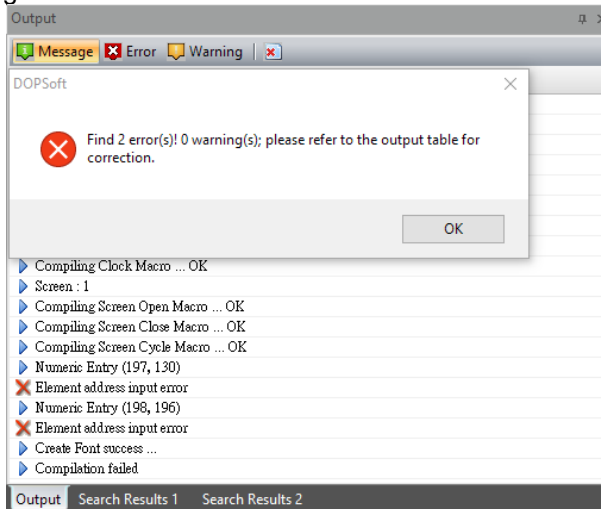 Output
Message Error Warning
DOPSoft
Find 2 error(s)! 0 warning(s); please refer to the output table for
correction.
OK
Compiling Clock Macro ... OK
Screen : 1
Compiling Screen Open Macro ... OK
Compiling Screen Close Macro ... OK
Compiling Screen Cycle Macro ... OK
Numeric Entry (197, 130)
Element address input error
Numeric Entry (198, 196)
Element address input error
Create Font success ...
Compilation failed
Output Search Results 1 Search Results 2